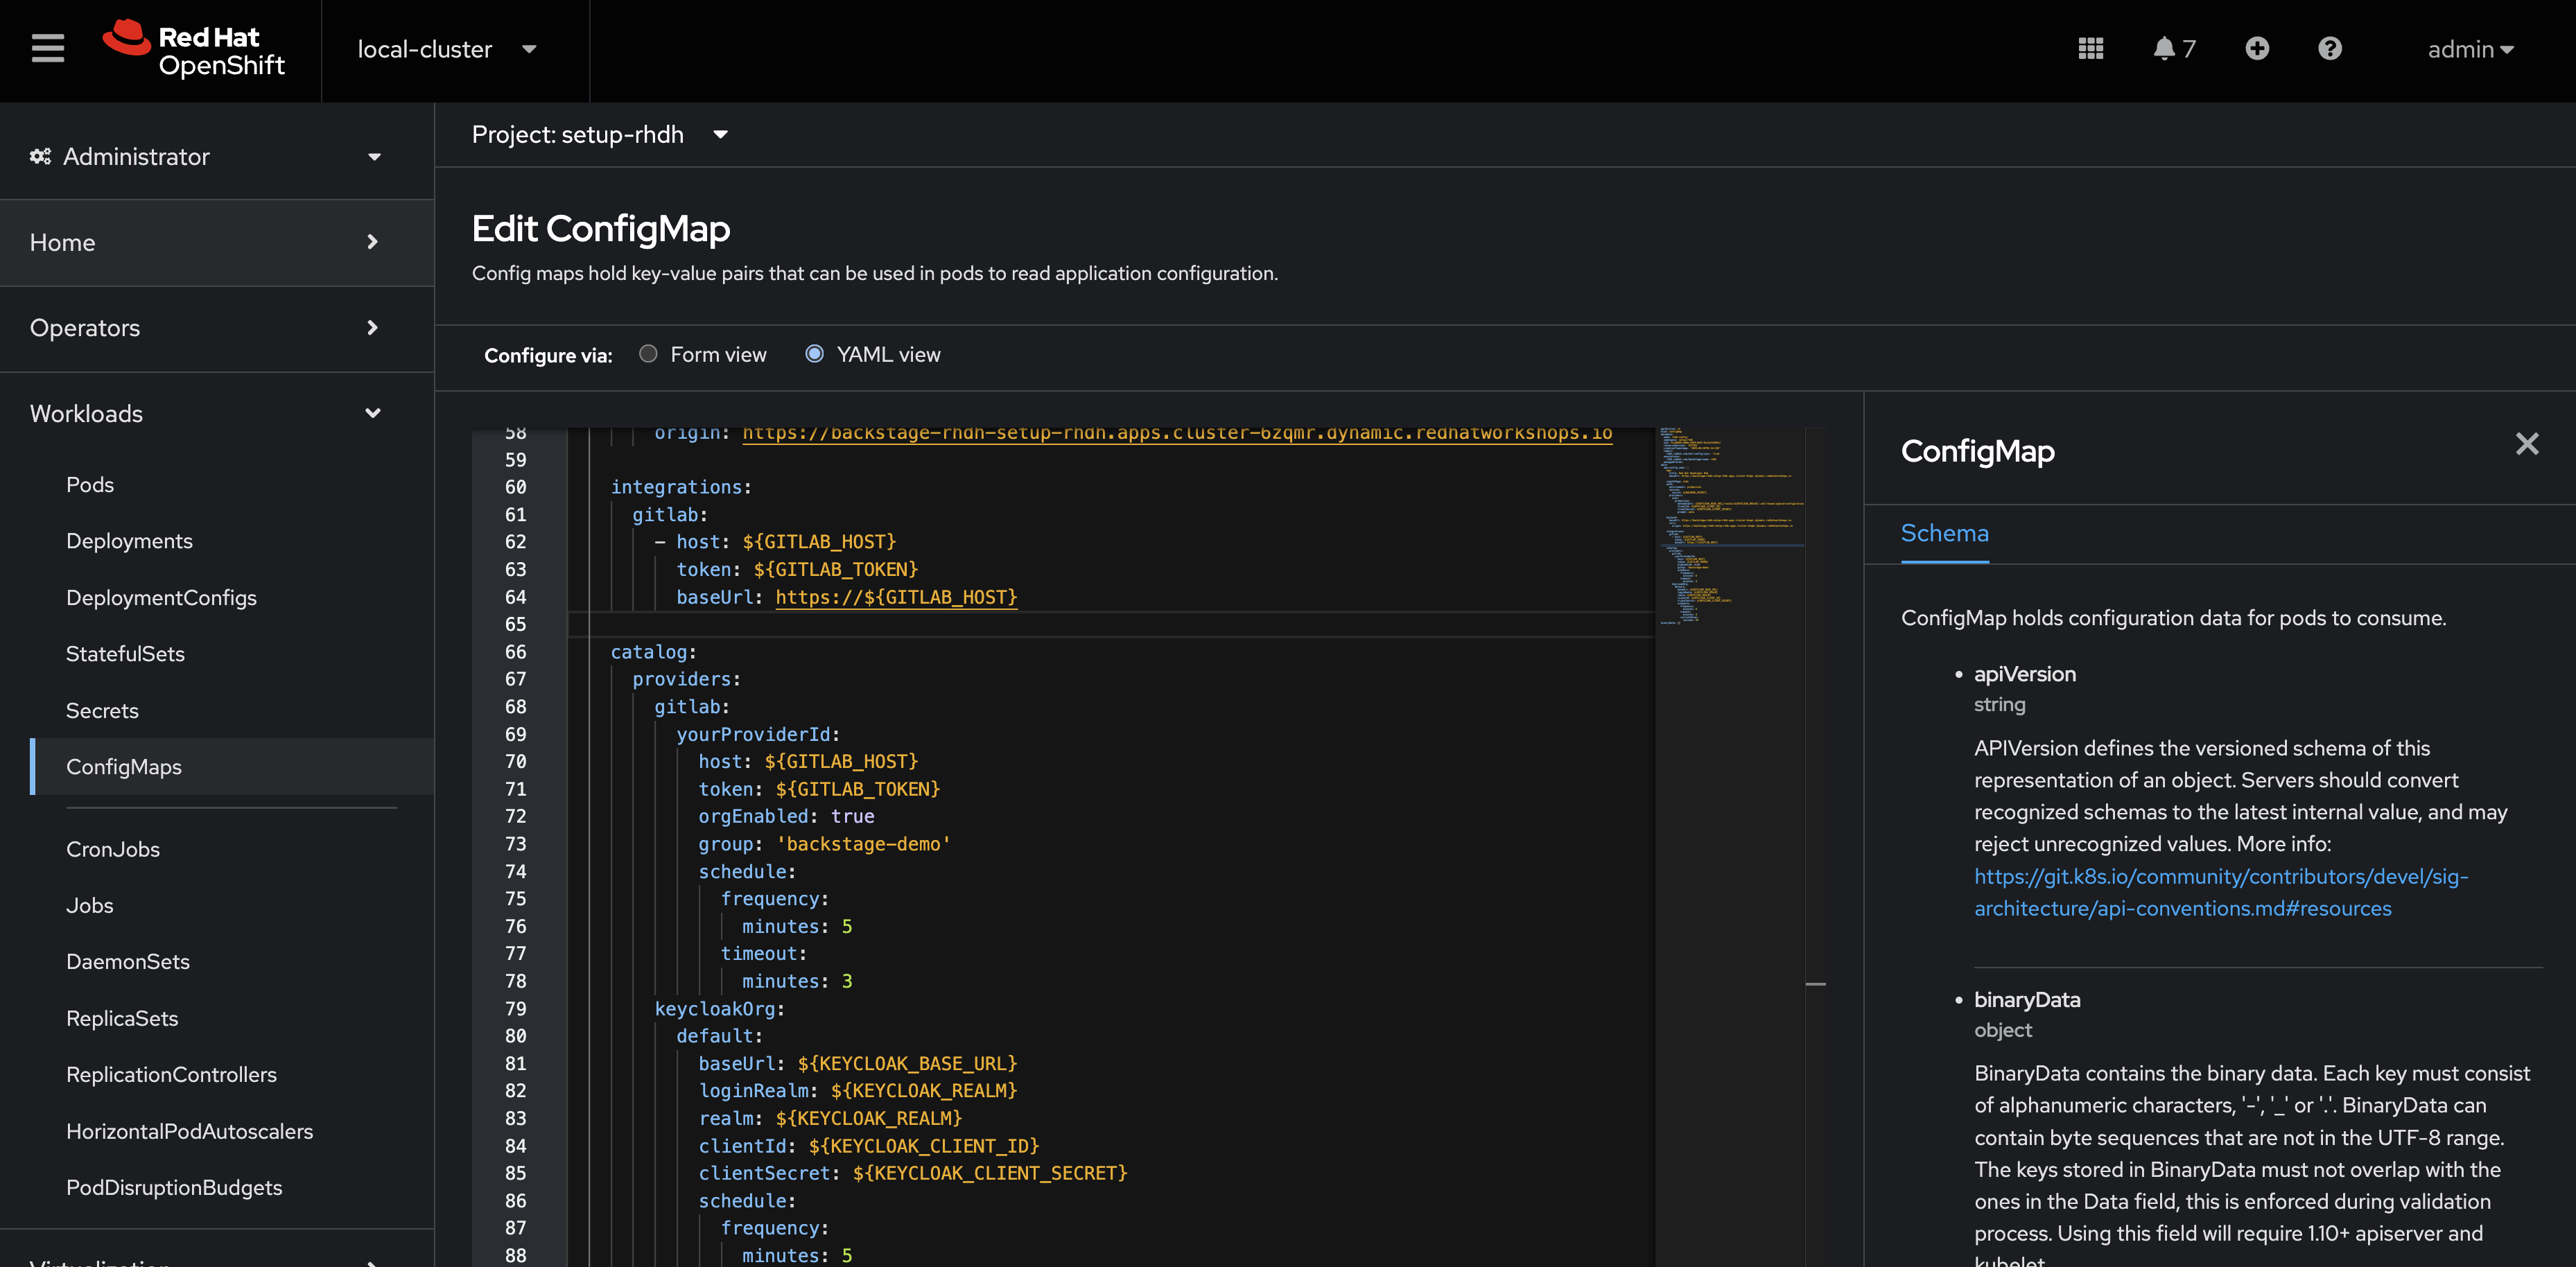 Red Hat
OpenShift
local-cluster
7
admin
Administrator
Home
Operators
Workloads
Pods
Deployments
DeploymentConfigs
StatefulSets
Secrets
ConfigMaps
CronJobs
Jobs
DaemonSets
ReplicaSets
ReplicationControllers
HorizontalPodAutoscalers
PodDisruptionBudgets
Virtualization
Project: setup-rhdh
Edit ConfigMap
Config maps hold key-value pairs that can be used in pods to read application configuration.
Configure via: Form view YAML view
58 origin: https://backstage-rhdh-setup-rhdh.apps.cluster-6zqmr.dynamic.redhatworkshops.io
59
60 integrations:
61 gitlab:
62 - host: ${GITLAB_HOST}
63 token: ${GITLAB_TOKEN}
64 baseUrl: https://${GITLAB_HOST}
65
66 catalog:
67 providers:
68 gitlab:
69 yourProviderId:
70 host: ${GITLAB_HOST}
71 token: ${GITLAB_TOKEN}
72 orgEnabled: true
73 group: 'backstage-demo'
74 schedule:
75 frequency:
76 minutes: 5
77 timeout:
78 minutes: 3
79 keycloakOrg:
80 default:
81 baseUrl: ${KEYCLOAK_BASE_URL}
82 loginRealm: ${KEYCLOAK_REALM}
83 realm: ${KEYCLOAK_REALM}
84 clientId: ${KEYCLOAK_CLIENT_ID}
85 clientSecret: ${KEYCLOAK_CLIENT_SECRET}
86 schedule:
87 frequency:
88 minutes: 5
ConfigMap
Schema
ConfigMap holds configuration data for pods to consume.
• apiVersion
string
APIVersion defines the versioned schema of this
representation of an object. Servers should convert
recognized schemas to the latest internal value, and may
reject unrecognized values. More info:
https://git.k8s.io/community/contributors/devel/sig-
architecture/api-conventions.md#resources
• binaryData
object
BinaryData contains the binary data. Each key must consist
of alphanumeric characters, '-', '_' or '.'. BinaryData can
contain byte sequences that are not in the UTF-8 range.
The keys stored in BinaryData must not overlap with the
ones in the Data field, this is enforced during validation
process. Using this field will require 1.10+ apiserver and
kubelet.